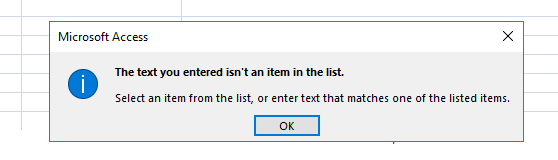 Microsoft Access
The text you entered isn't an item in the list.
Select an item from the list, or enter text that matches one of the listed items.
OK